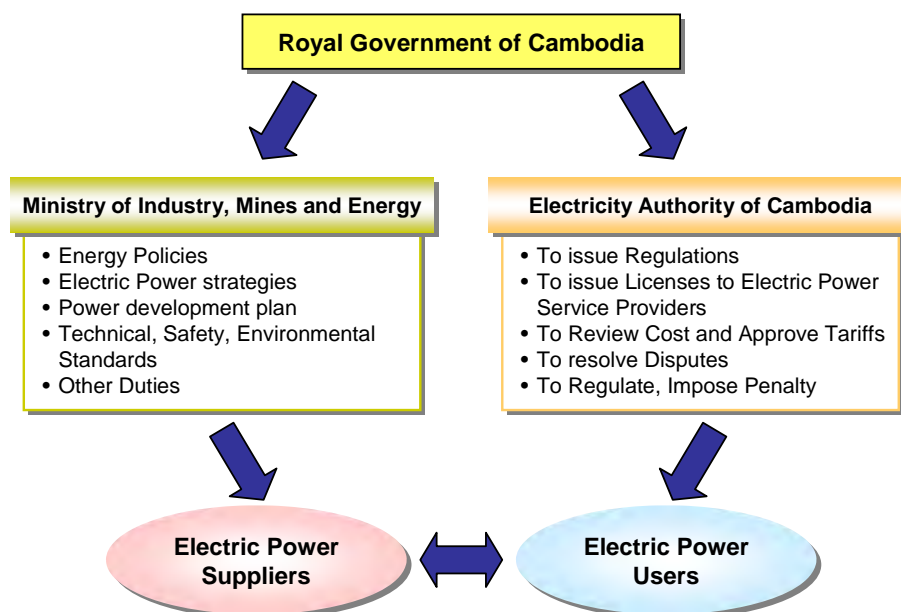 Royal Government of Cambodia
Ministry of Industry, Mines and Energy
• Energy Policies
• Electric Power strategies
• Power development plan
• Technical, Safety, Environmental
Standards
• Other Duties
Electricity Authority of Cambodia
• To issue Regulations
• To issue Licenses to Electric Power
Service Providers
• To Review Cost and Approve Tariffs
• To resolve Disputes
• To Regulate, Impose Penalty
Electric Power
Suppliers
Electric Power
Users